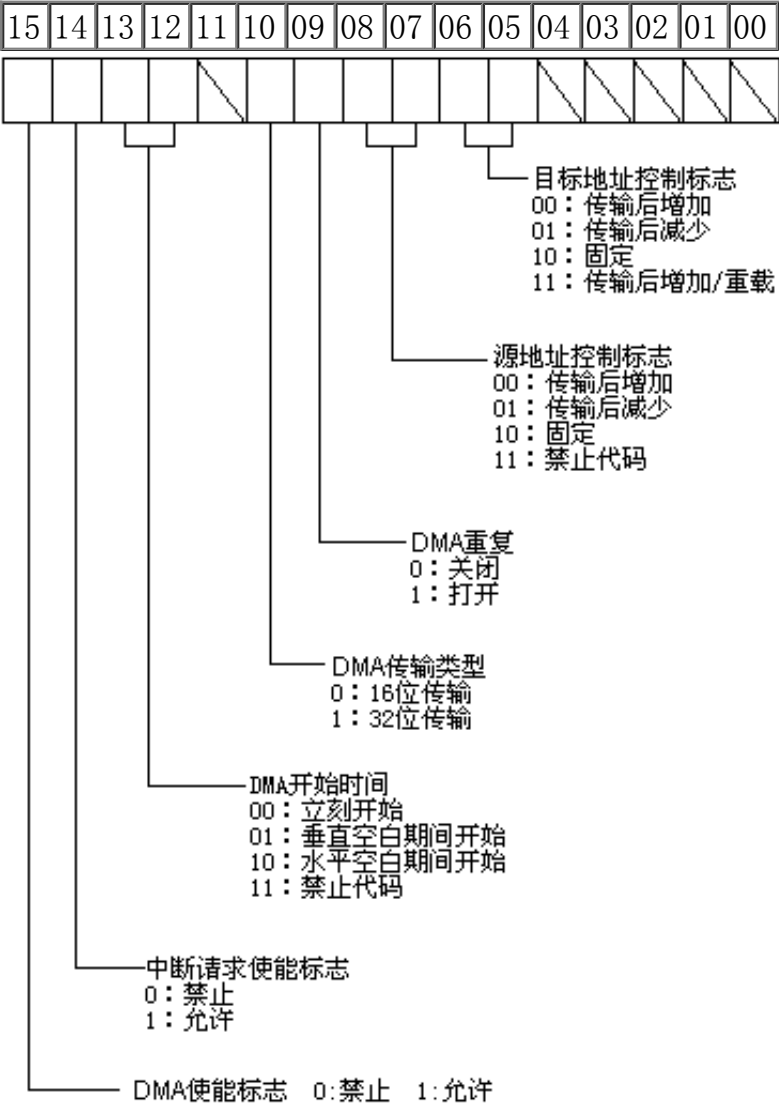 15 14 13 12 11 10 09 08 07 06 05 04 03 02 01 00
目标地址控制标志
00：传输后增加
01：传输后减少
10：固定
11：传输后增加/重载
源地址控制标志
00：传输后增加
01：传输后减少
10：固定
11：禁止代码
DMA重复
0：关闭
1：打开
DMA传输类型
0：16位传输
1：32位传输
DMA开始时间
00：立刻开始
01：垂直空白期间开始
10：水平空白期间开始
11：禁止代码
中断请求使能标志
0：禁止
1：允许
DMA使能标志 0:禁止 1:允许